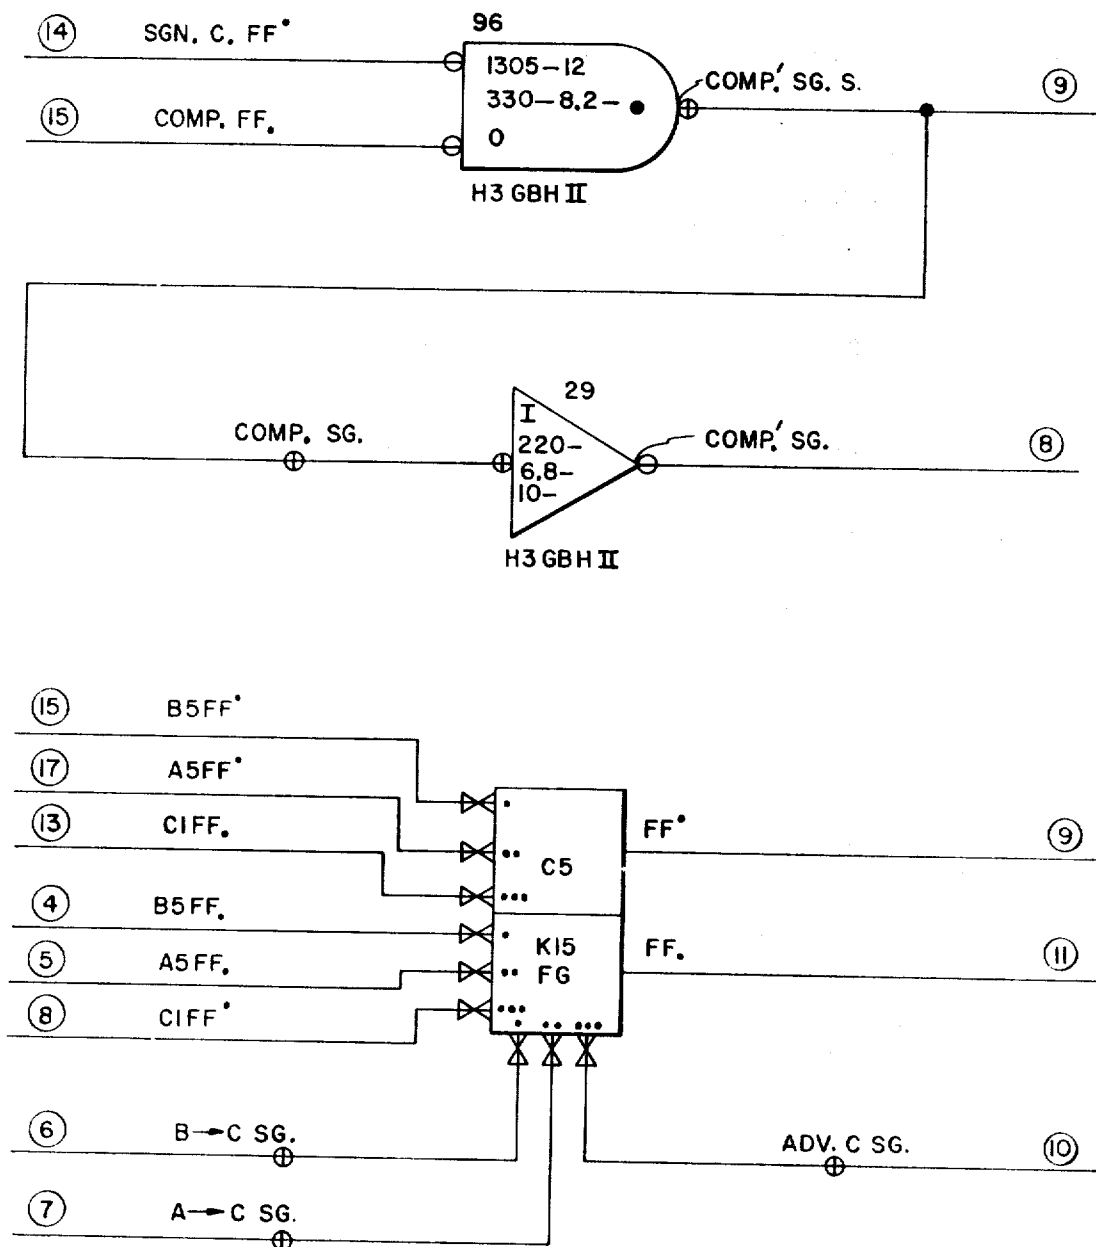 14 SGN. C. FF• 96
1305-12
COMP.′ SG. S. 9
330-8.2-
15 COMP. FF.
0
H3 GBH II
29
I
COMP. SG. 220- COMP.′ SG. 8
6.8-
10-
H3 GBH II
15 B5FF•
17 A5FF•
13 C1FF. FF• 9
C5
4 B5FF.
K15 FF. 11
5 A5FF. FG
8 C1FF•
6 B→C SG. ADV. C SG. 10
7 A→C SG.